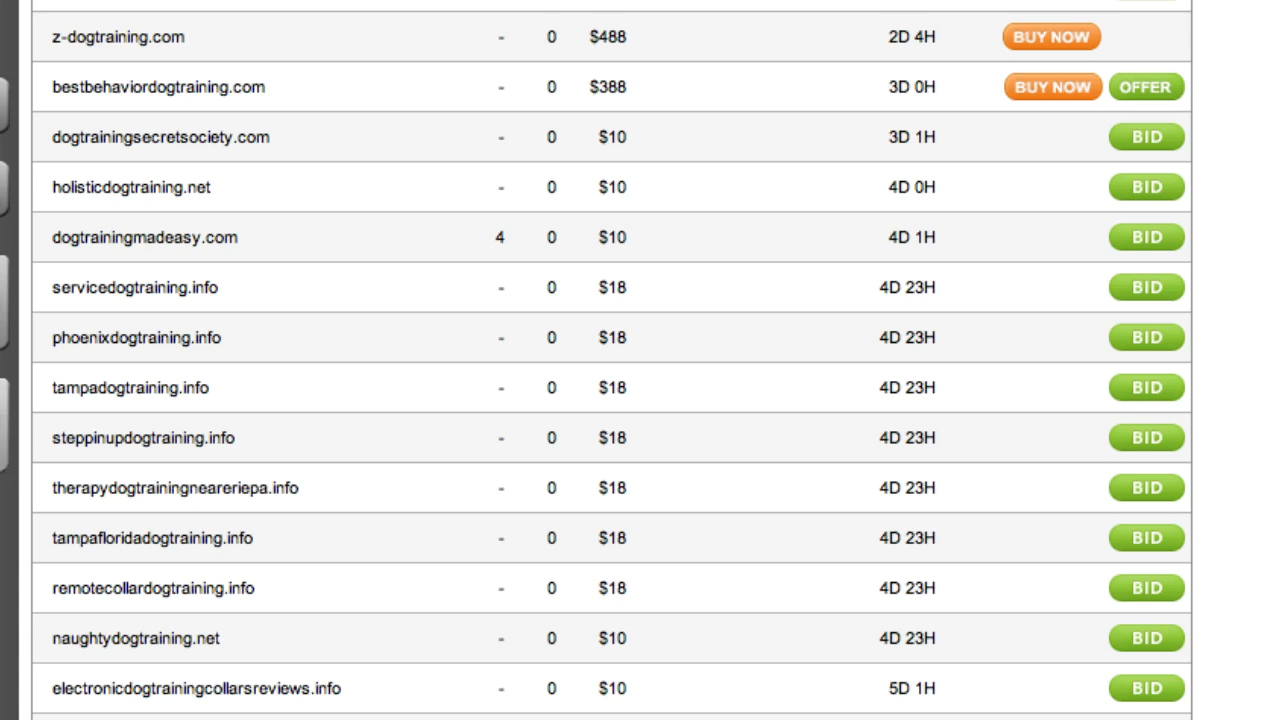 z-dogtraining.com - 0 $488 2D 4H BUY NOW
bestbehaviordogtraining.com - 0 $388 3D 0H BUY NOW OFFER
dogtrainingsecretsociety.com - 0 $10 3D 1H BID
holisticdogtraining.net - 0 $10 4D 0H BID
dogtrainingmadeasy.com 4 0 $10 4D 1H BID
servicedogtraining.info - 0 $18 4D 23H BID
phoenixdogtraining.info - 0 $18 4D 23H BID
tampadogtraining.info - 0 $18 4D 23H BID
steppinupdogtraining.info - 0 $18 4D 23H BID
therapydogtrainingneareriepa.info - 0 $18 4D 23H BID
tampafloridadogtraining.info - 0 $18 4D 23H BID
remotecollardogtraining.info - 0 $18 4D 23H BID
naughtydogtraining.net - 0 $10 4D 23H BID
electronicdogtrainingcollarsreviews.info - 0 $10 5D 1H BID